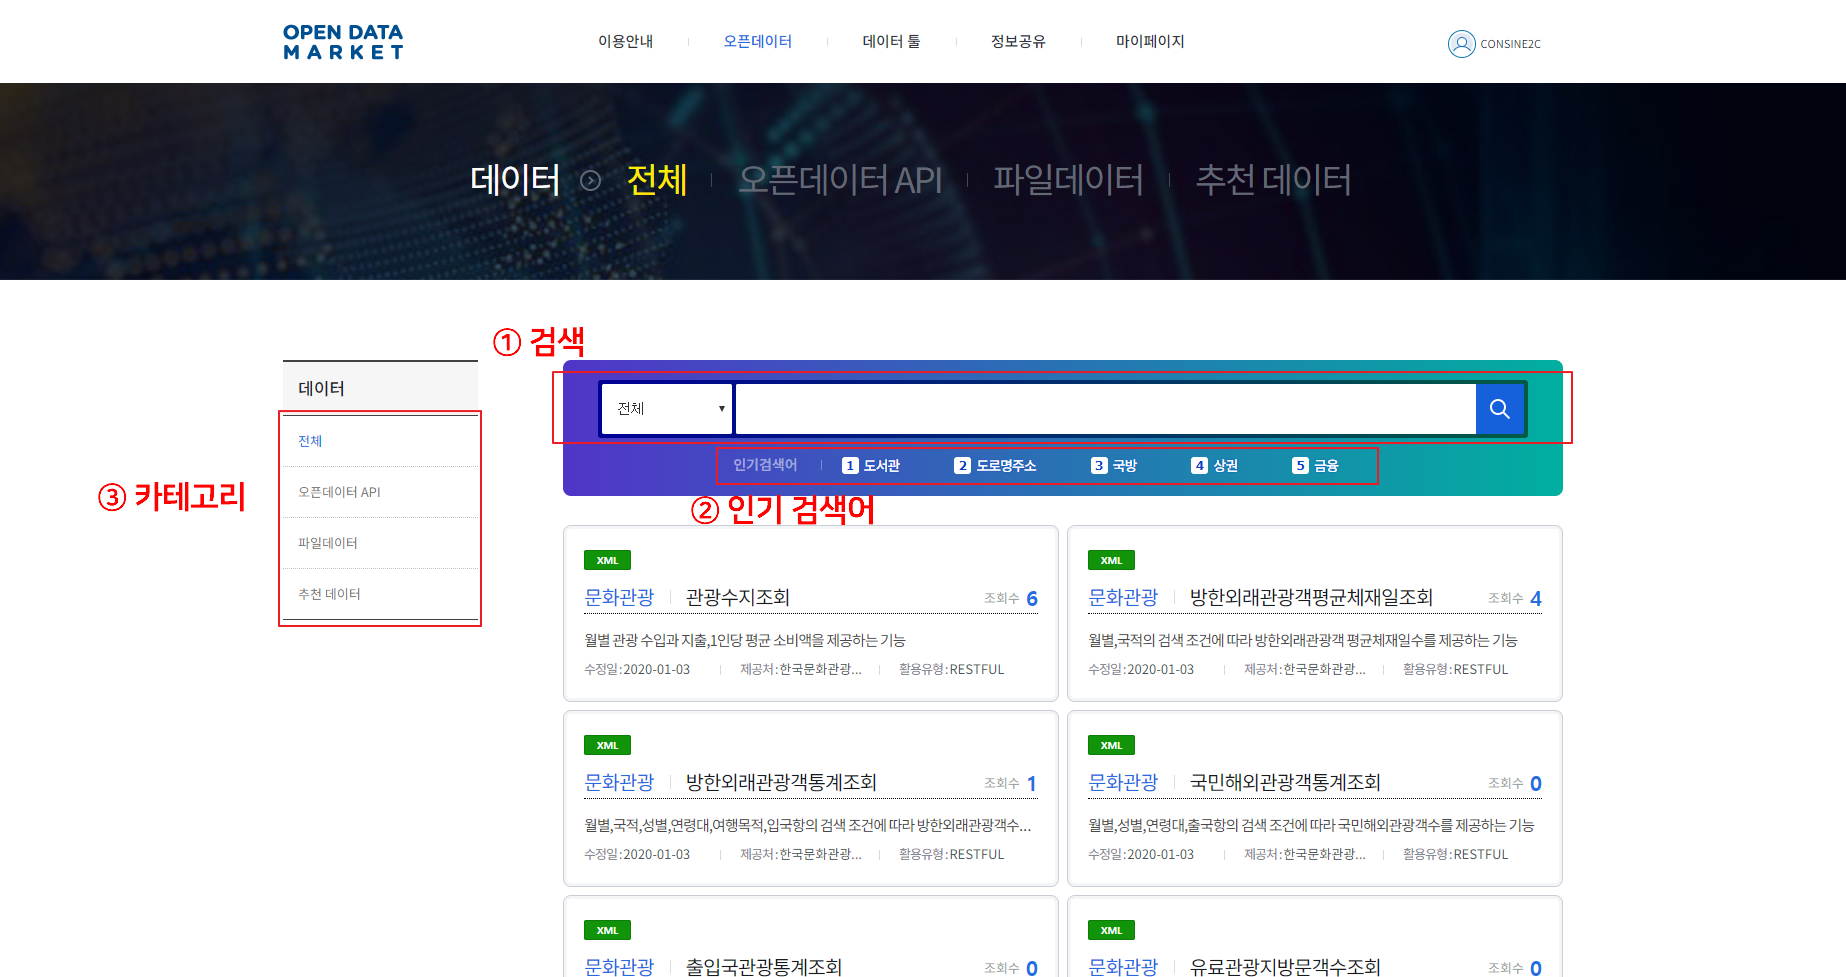 OPEN DATA
MARKET
이용안내 오픈데이터 데이터 툴 정보공유 마이페이지
CONSINE2C
데이터 전체 오픈데이터 API 파일데이터 추천 데이터
① 검색
데이터
전체
오픈데이터 API
파일데이터
추천 데이터
③ 카테고리
전체
인기검색어 1 도서관 2 도로명주소 3 국방 4 상권 5 금융
② 인기 검색어
XML
문화관광 관광수지조회 조회수 6
월별 관광 수입과 지출,1인당 평균 소비액을 제공하는 기능
수정일:2020-01-03 제공처:한국문화관광... 활용유형:RESTFUL
XML
문화관광 방한외래관광객평균체재일조회 조회수 4
월별,국적의 검색 조건에 따라 방한외래관광객 평균체재일수를 제공하는 기능
수정일:2020-01-03 제공처:한국문화관광... 활용유형:RESTFUL
XML
문화관광 방한외래관광객통계조회 조회수 1
월별,국적,성별,연령대,여행목적,입국항의 검색 조건에 따라 방한외래관광객수...
수정일:2020-01-03 제공처:한국문화관광... 활용유형:RESTFUL
XML
문화관광 국민해외관광객통계조회 조회수 0
월별,성별,연령대,출국항의 검색 조건에 따라 국민해외관광객수를 제공하는 기능
수정일:2020-01-03 제공처:한국문화관광... 활용유형:RESTFUL
XML
문화관광 출입국관광통계조회 조회수 0
XML
문화관광 유료관광지방문객수조회 조회수 0